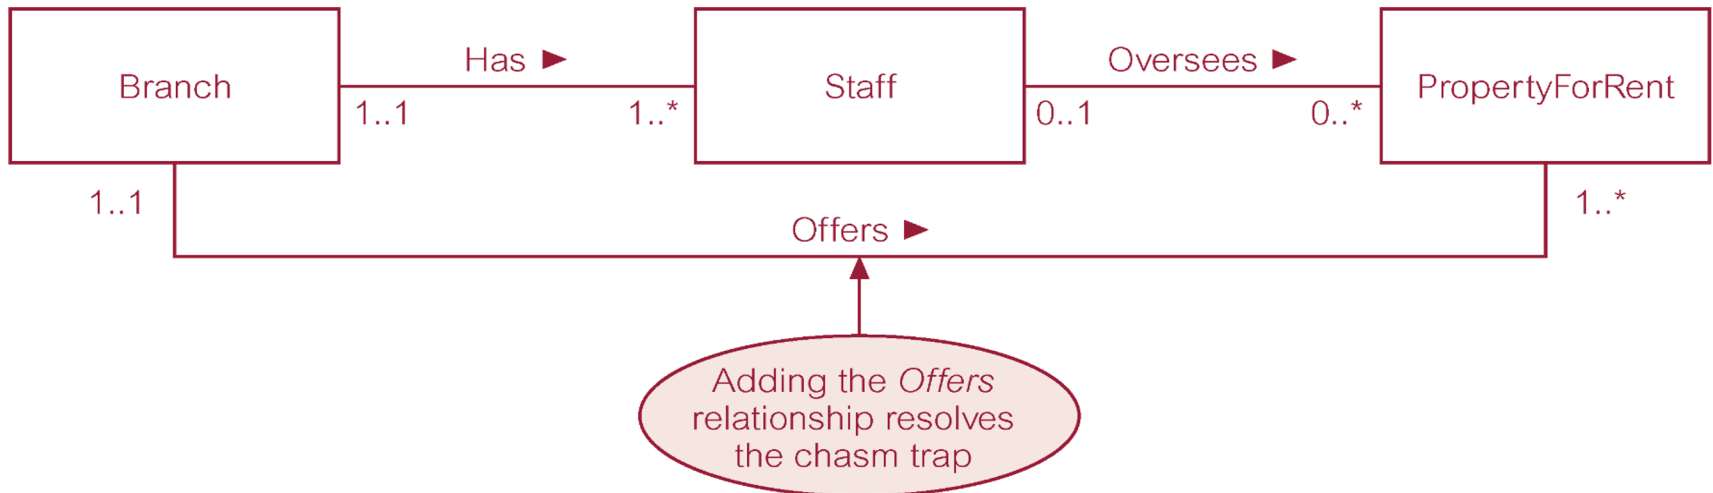 Has ►
Oversees ►
Branch
Staff
PropertyForRent
1..1
1..*
0..1
0..*
1..1
1..*
Offers ►
Adding the Offers
relationship resolves
the chasm trap